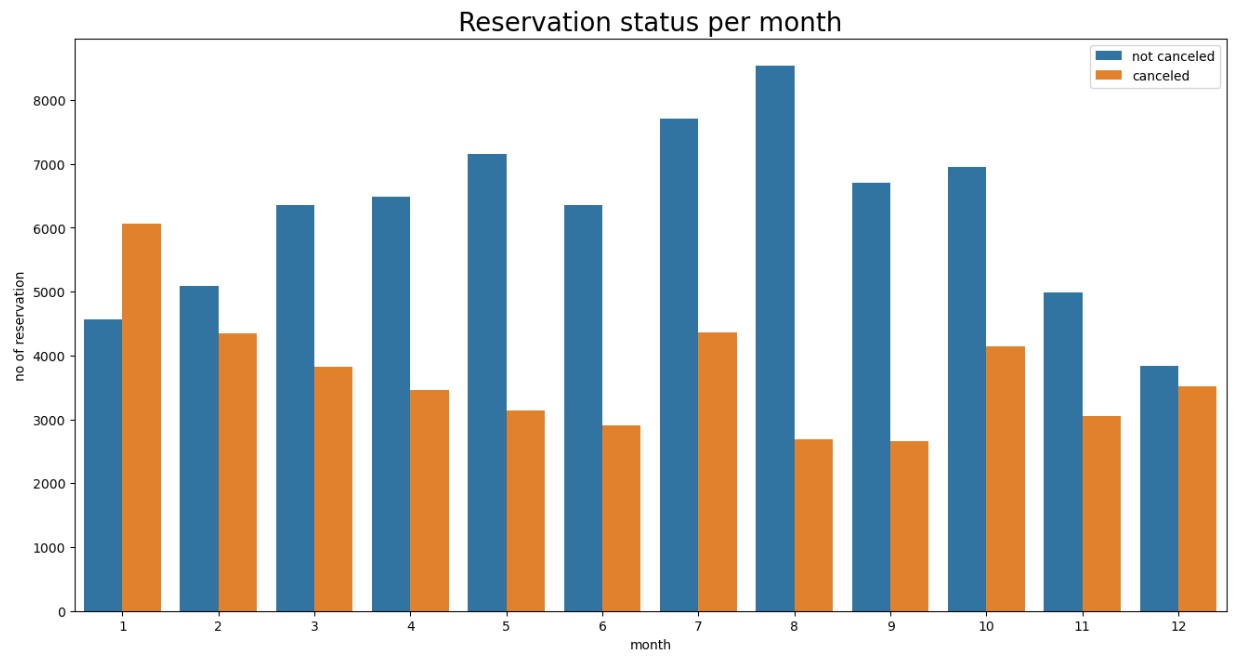 Reservation status per month
not canceled
canceled
no of reservation
8000
7000
6000
5000
4000
3000
2000
1000
0
1 2 3 4 5 6 7 8 9 10 11 12
month